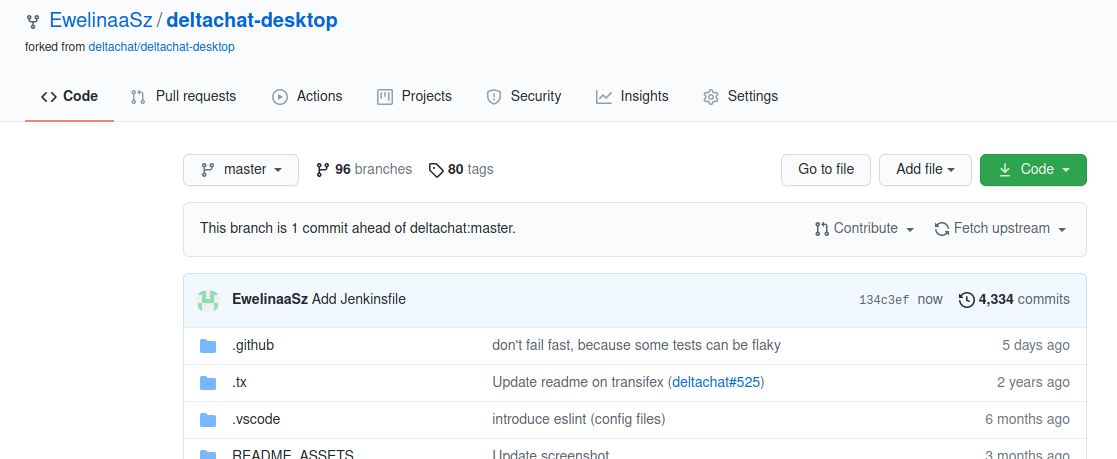 EwelinaaSz / deltachat-desktop
forked from deltachat/deltachat-desktop
Code Pull requests Actions Projects Security Insights Settings
master 96 branches 80 tags Go to file Add file Code
This branch is 1 commit ahead of deltachat:master. Contribute Fetch upstream
EwelinaaSz Add Jenkinsfile 134c3ef now 4,334 commits
.github don't fail fast, because some tests can be flaky 5 days ago
.tx Update readme on transifex (deltachat#525) 2 years ago
.vscode introduce eslint (config files) 6 months ago
README_ASSETS Update screenshot 3 months ago